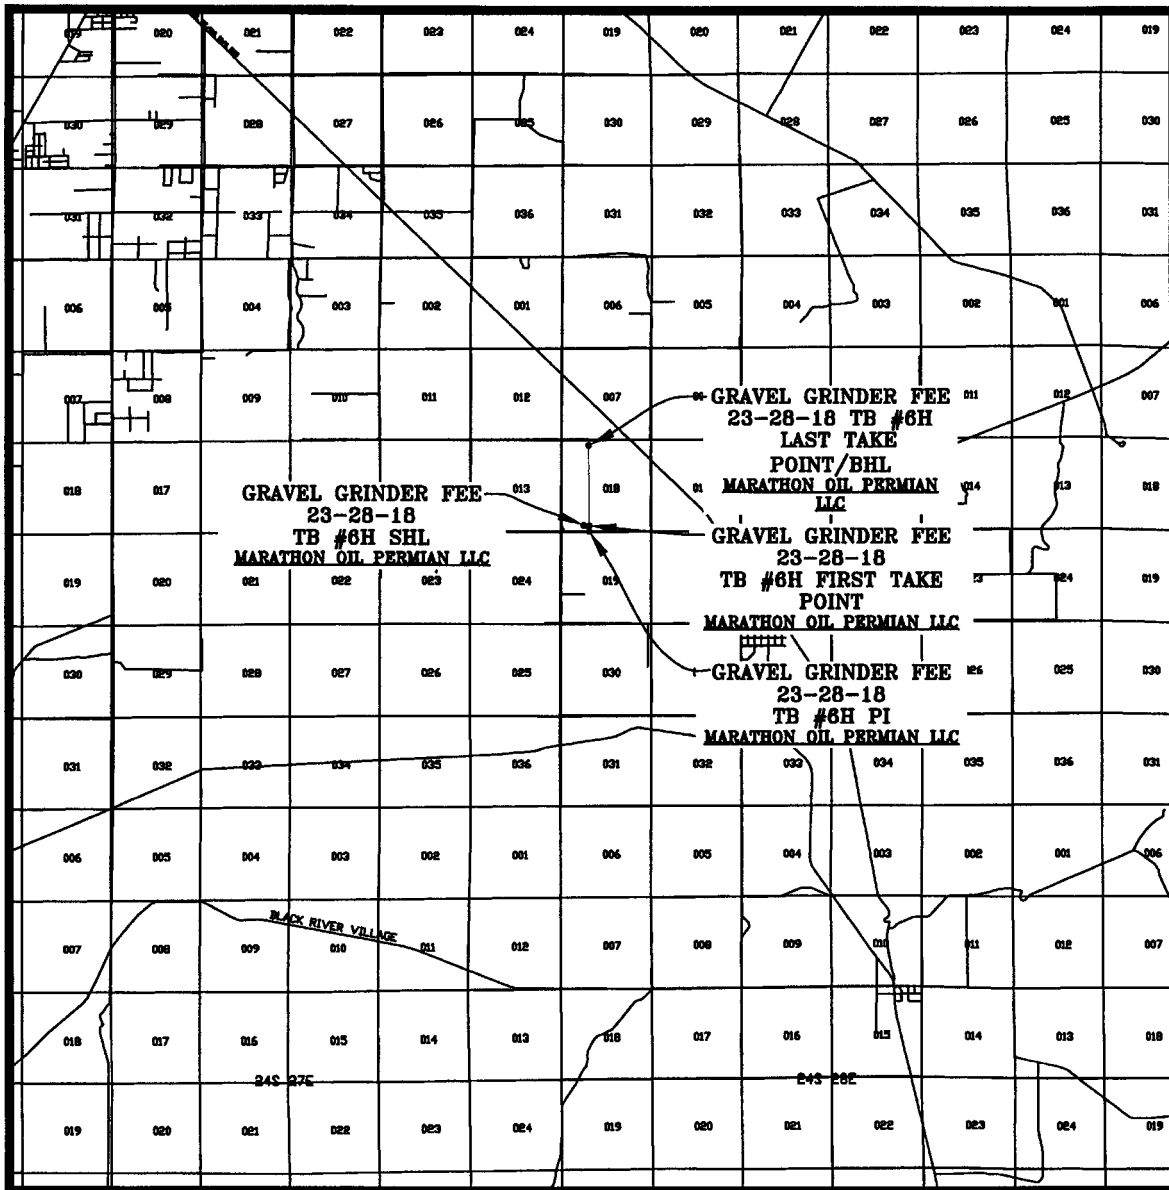 019 020 021 022 023 024 019 020 021 022 023 024 019
030 029 028 027 026 025 030 029 028 027 026 025 030
031 032 033 034 035 036 031 032 033 034 035 036 031
006 005 004 003 002 001 006 005 004 003 002 001 006
007 008 009 010 011 012 007 011 012 007
GRAVEL GRINDER FEE
23-28-18 TB #6H
LAST TAKE
POINT/BHL
MARATHON OIL PERMIAN
LLC
018 017 013 018 01 014 013 018
GRAVEL GRINDER FEE
23-28-18
TB #6H SHL
MARATHON OIL PERMIAN LLC
GRAVEL GRINDER FEE
23-28-18
TB #6H FIRST TAKE
POINT
MARATHON OIL PERMIAN LLC
019 020 021 022 023 024 019 024 019
030 029 028 027 026 025 030 025 030
GRAVEL GRINDER FEE
23-28-18
TB #6H PI
MARATHON OIL PERMIAN LLC
031 032 033 034 035 036 031 032 033 034 035 036 031
006 005 004 003 002 001 006 005 004 003 002 001 006
BLACK RIVER VILLAGE
007 008 009 010 011 012 007 008 009 010 011 012 007
018 017 016 015 014 013 018 017 016 015 014 013 018
24S 27E 24S 28E
019 020 021 022 023 024 019 020 021 022 023 024 019